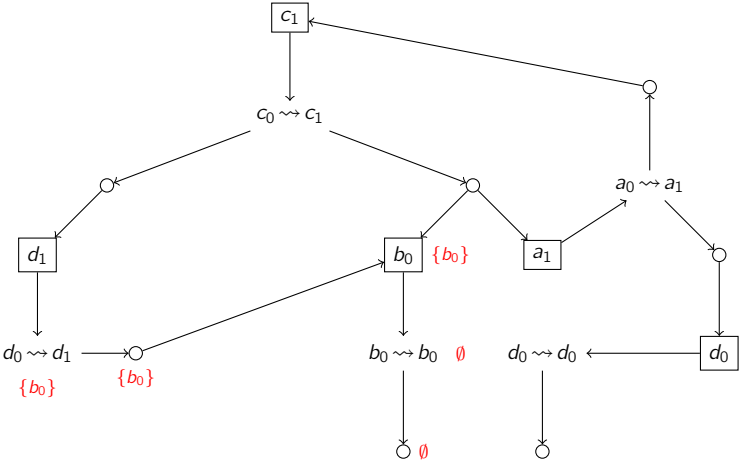 c₁
c₀ ⇝ c₁
a₀ ⇝ a₁
d₁
b₀ {b₀}
a₁
d₀ ⇝ d₁
{b₀}
{b₀}
b₀ ⇝ b₀ ∅
d₀ ⇝ d₀
d₀
∅